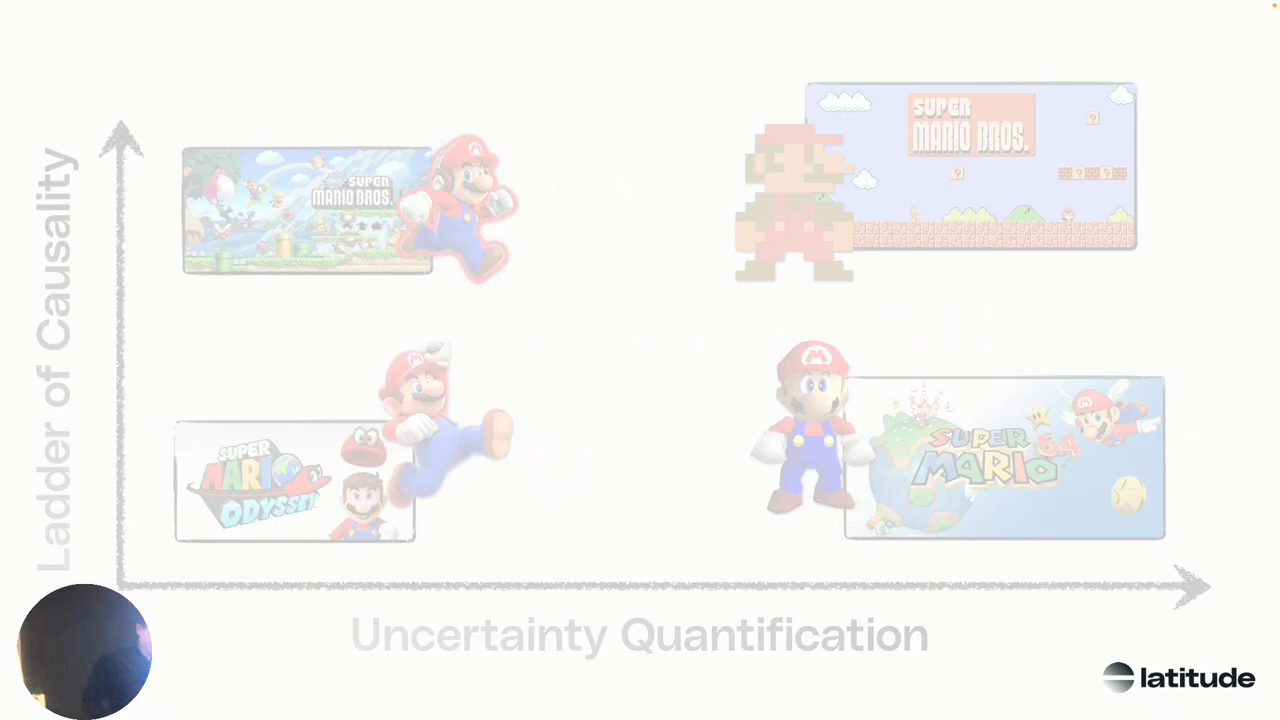 Ladder of Causality
SUPER
MARIO BROS.
SUPER
MARIO BROS.
SUPER
MARIO
ODYSSEY
SUPER
MARIO 64
Uncertainty Quantification
latitude